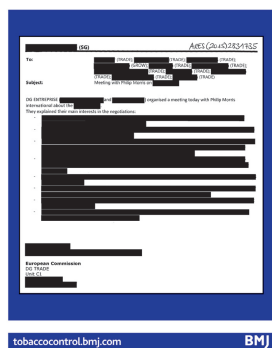 (SG) Ares(2015)2831735
To: (TRADE); (TRADE); (TRADE);
(GROW); (TRADE); (TRADE);
(TRADE); (TRADE);
(TRADE); (TRADE); (TRADE)
Subject: Meeting with Philip Morris on
DG ENTREPRISE ( and ) organised a meeting today with Philip Morris
International about the
They explained their main interests in the negotiations:
-
-
-
-
-
-
-
-
European Commission
DG TRADE
Unit C1
tobaccocontrol.bmj.com BMJ